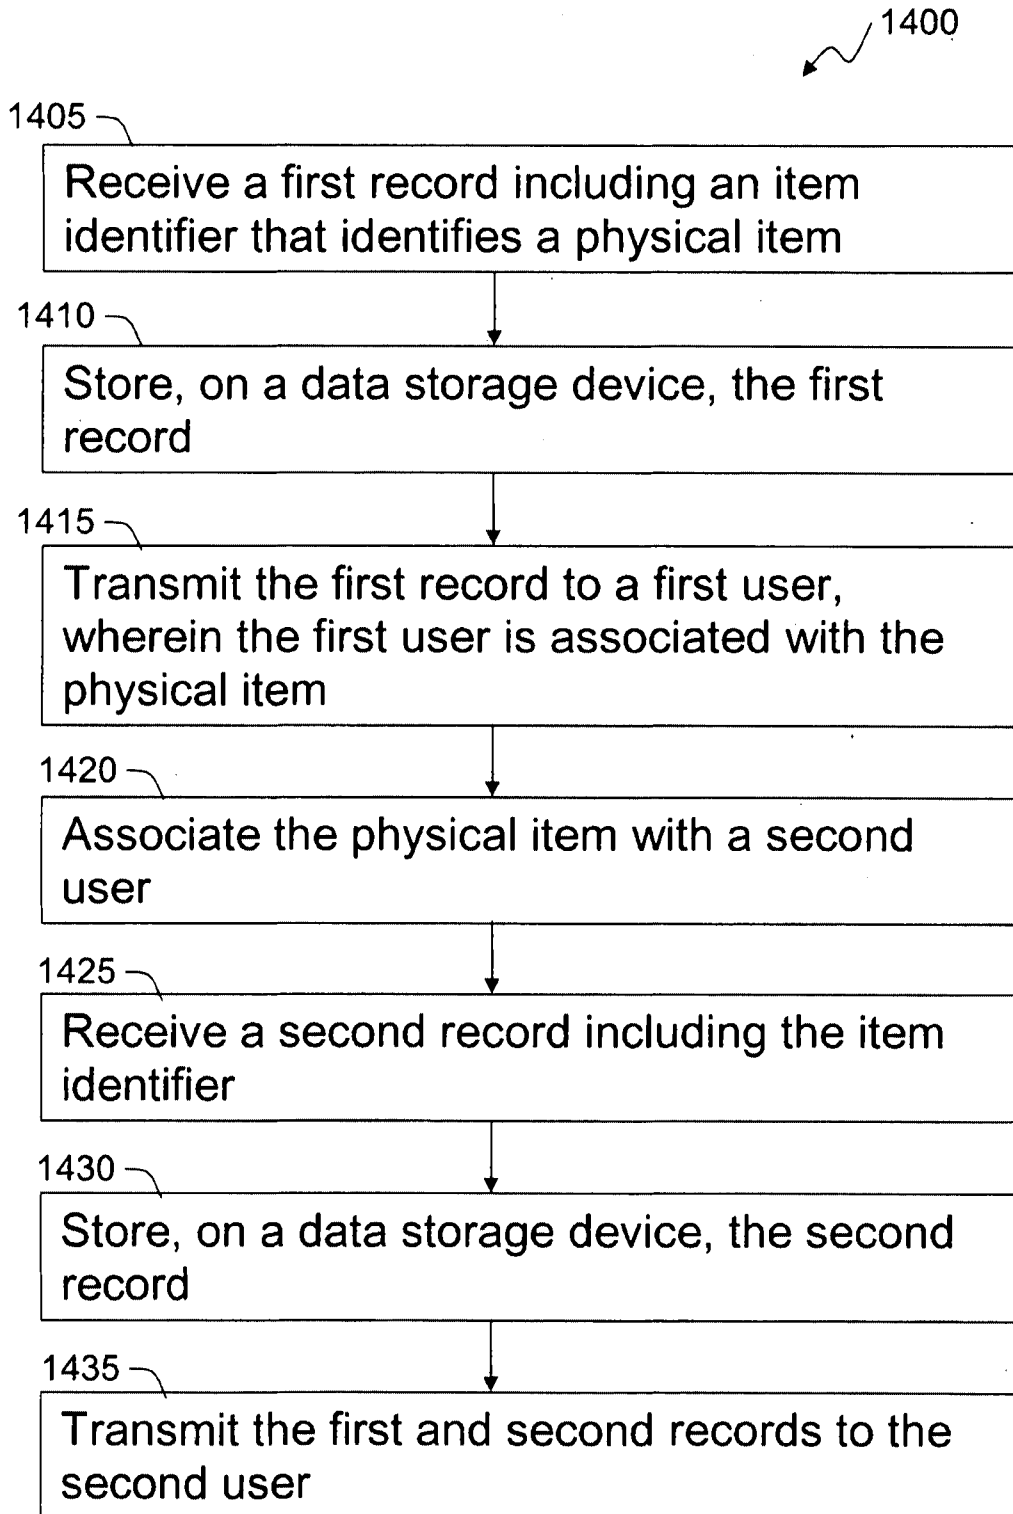 1400
1405
Receive a first record including an item
identifier that identifies a physical item
1410
Store, on a data storage device, the first
record
1415
Transmit the first record to a first user,
wherein the first user is associated with the
physical item
1420
Associate the physical item with a second
user
1425
Receive a second record including the item
identifier
1430
Store, on a data storage device, the second
record
1435
Transmit the first and second records to the
second user